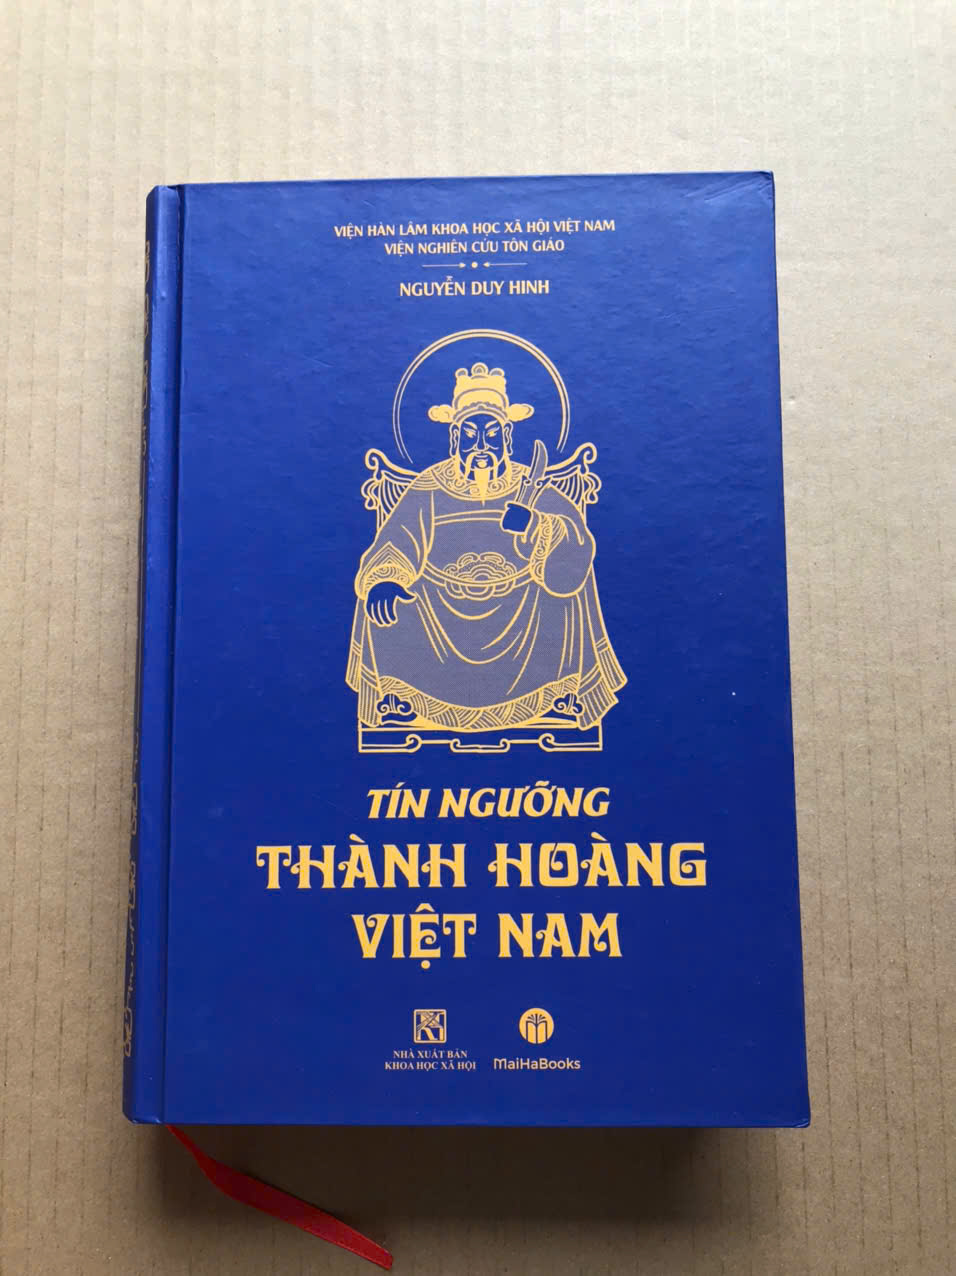 VIỆN HÀN LÂM KHOA HỌC XÃ HỘI VIỆT NAM
VIỆN NGHIÊN CỨU TÔN GIÁO
NGUYỄN DUY HINH
TÍN NGƯỠNG
THÀNH HOÀNG
VIỆT NAM
NHÀ XUẤT BẢN
KHOA HỌC XÃ HỘI
MaiHaBooks